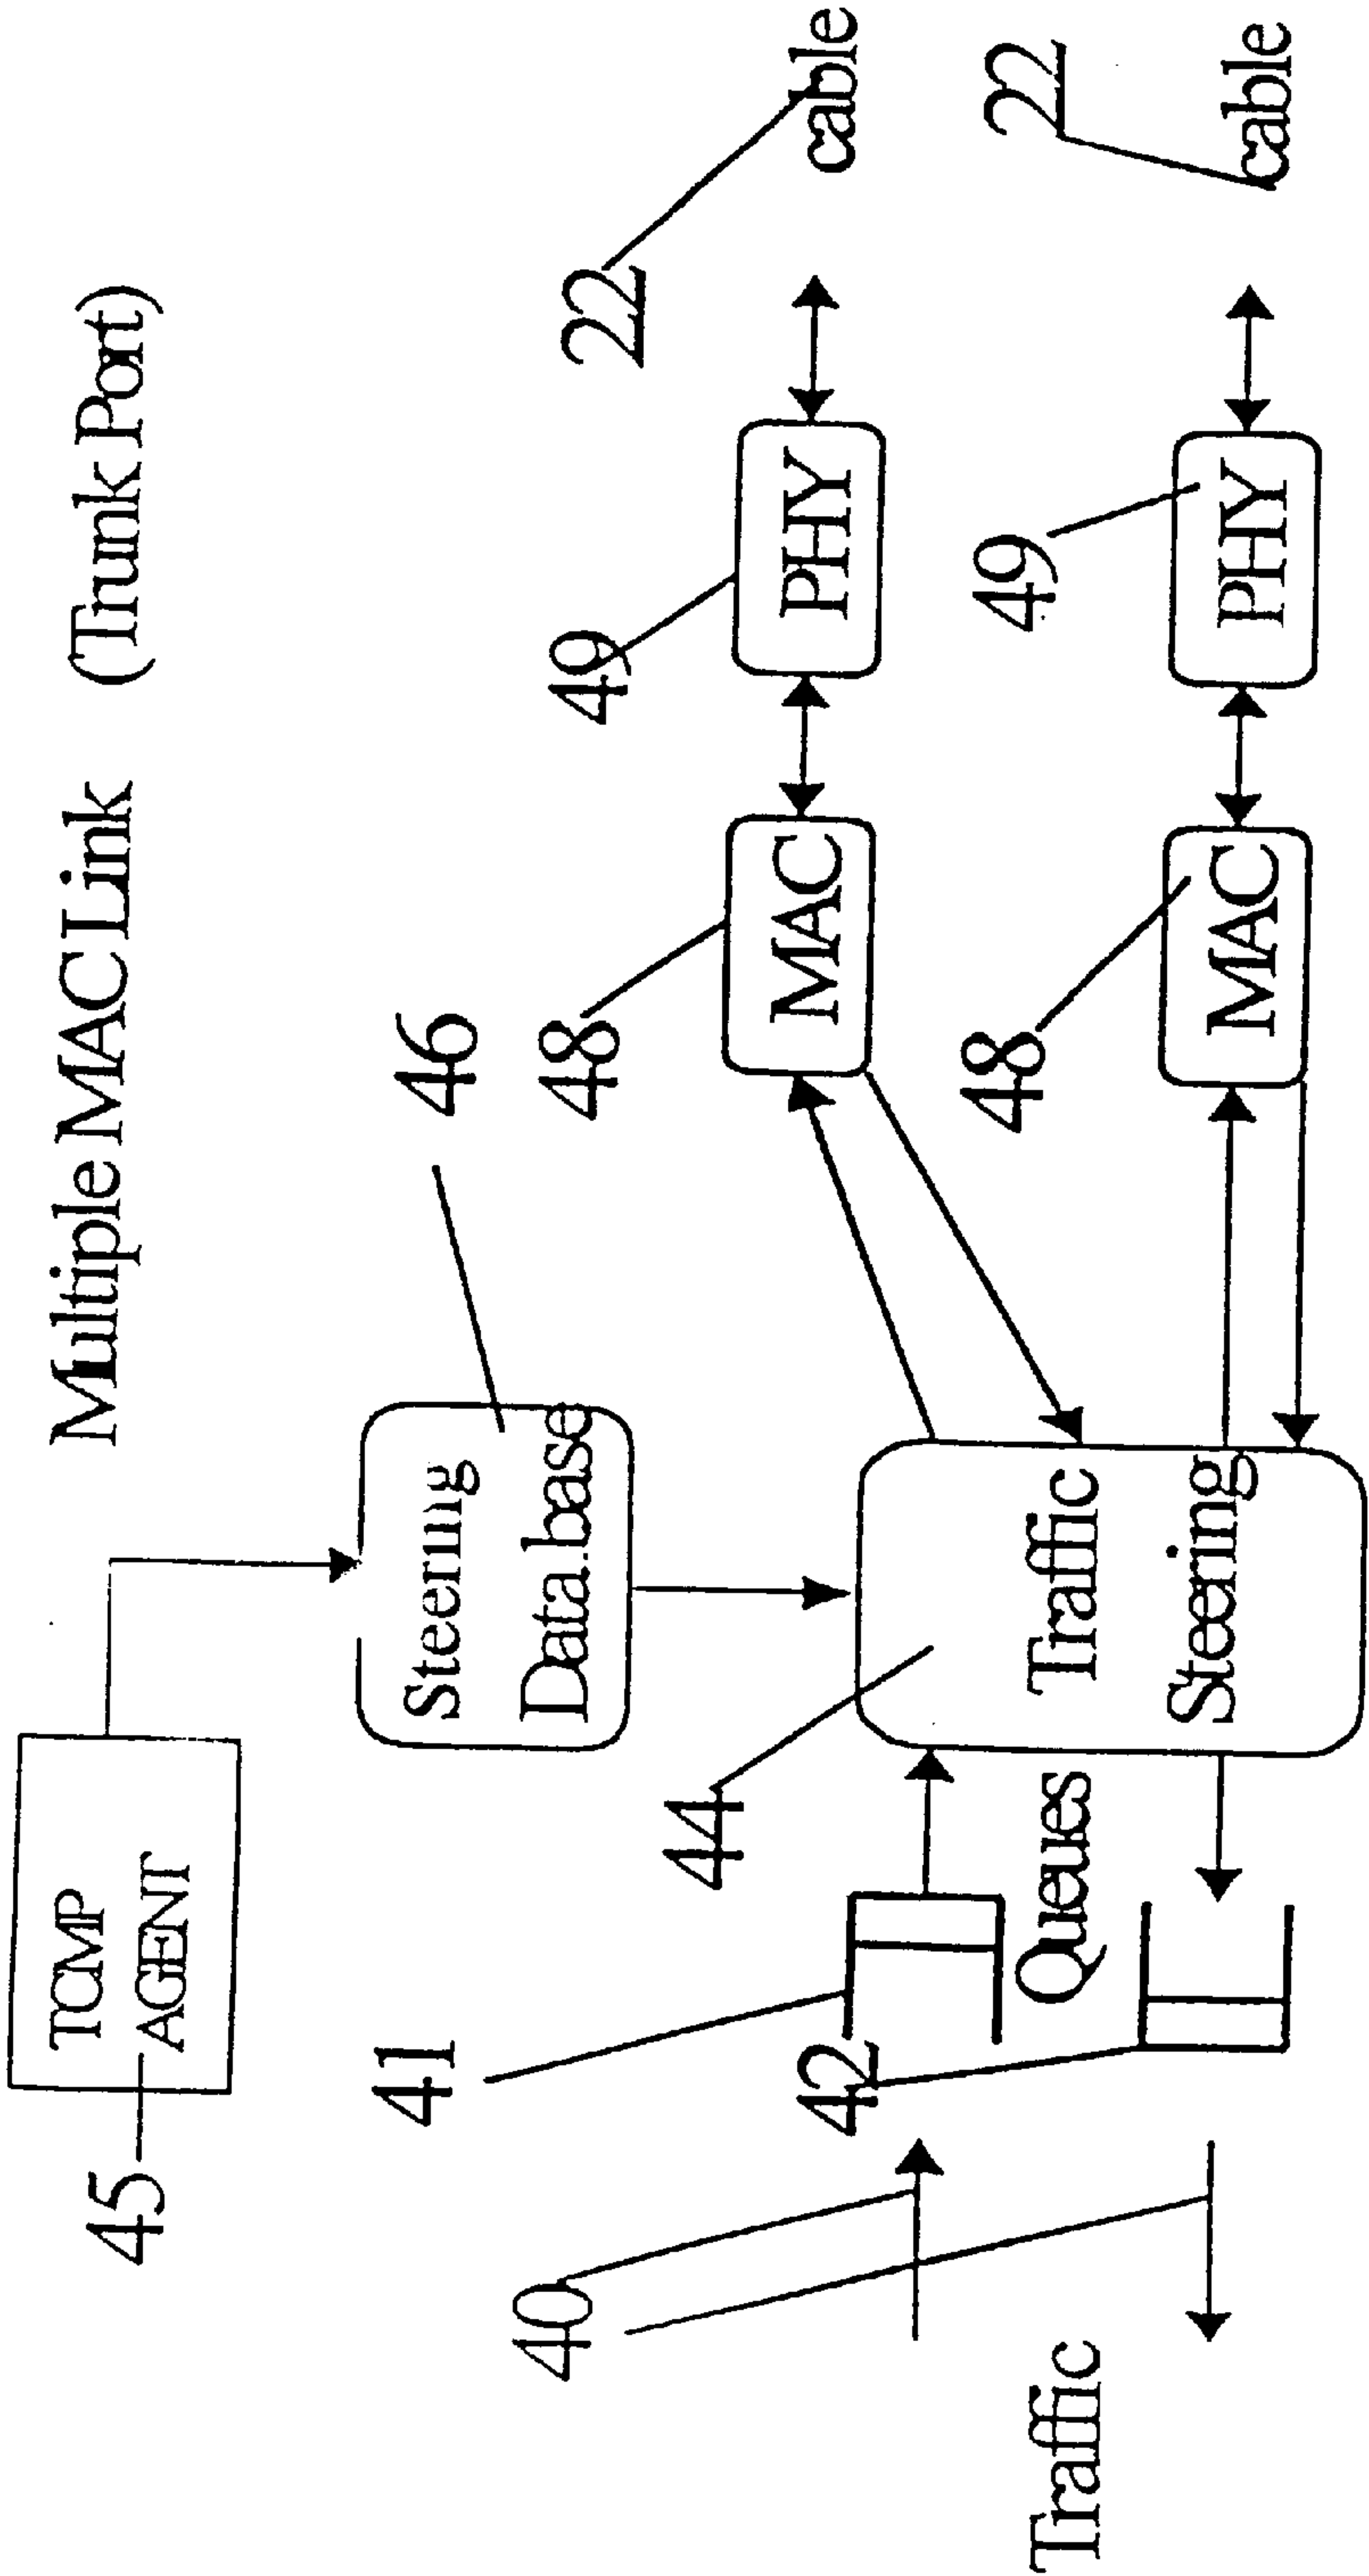 Multiple MAC Link (Trunk Port)
TCMP
AGENT
45
46
Steering
Data.base
41
40
44
48
49
22
MAC
PHY
cable
42
Queues
Traffic
Traffic
Steering
48
49
22
MAC
PHY
cable